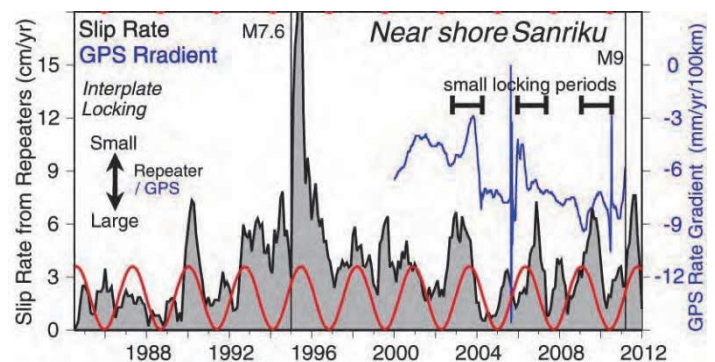 Slip Rate
GPS Rradient
M7.6
Near shore Sanriku
M9
small locking periods
Interplate
Locking
Small
Repeater
/ GPS
Large
Slip Rate from Repeaters (cm/yr)
15
12
9
6
3
0
GPS Rate Gradient (mm/yr/100km)
0
-3
-6
-9
-12
1988
1992
1996
2000
2004
2008
2012